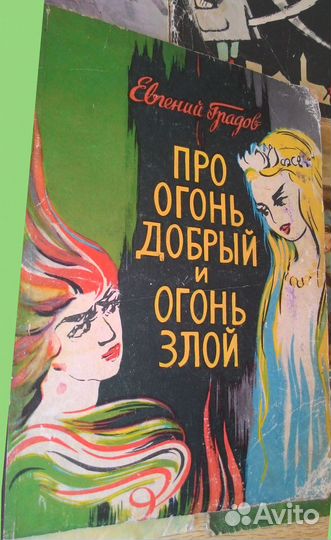 Евгений Градов
ПРО
ОГОНЬ
ДОБРЫЙ
И
ОГОНЬ
ЗЛОЙ
Avito